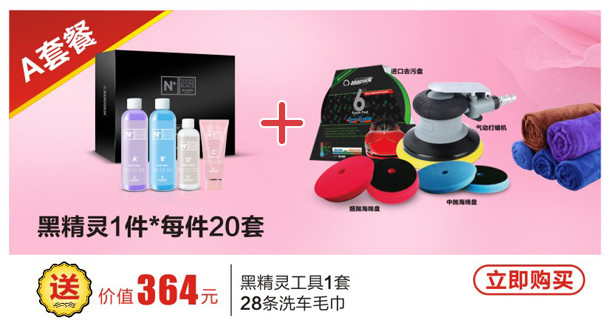 A套餐
N+
N+
N+
N+
A+
B+
D+
C+
进口去污盘
6
气动打蜡机
细抛海绵盘
中抛海绵盘
黑精灵1件*每件20套
送 价值364元
黑精灵工具1套
28条洗车毛巾
立即购买